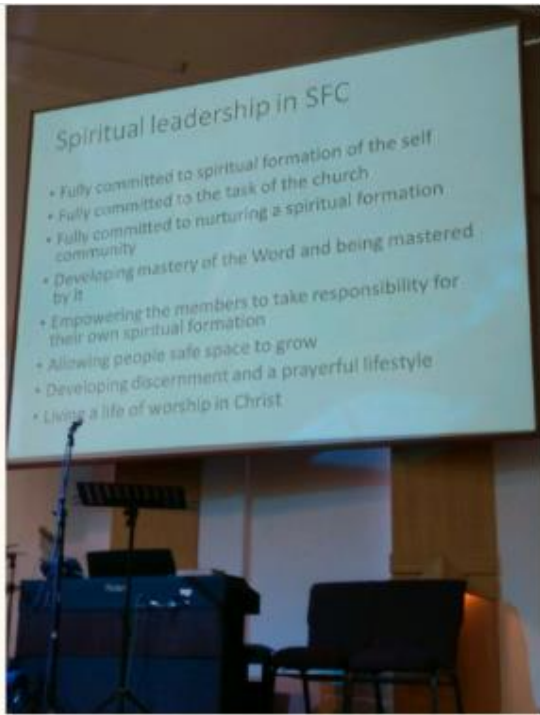 Spiritual leadership in SFC
• Fully committed to spiritual formation of the self
• Fully committed to the task of the church
• Fully committed to nurturing a spiritual formation
community
• Developing mastery of the Word and being mastered
by it
• Empowering the members to take responsibility for
their own spiritual formation
• Allowing people safe space to grow
• Developing discernment and a prayerful lifestyle
• Living a life of worship in Christ
Roland